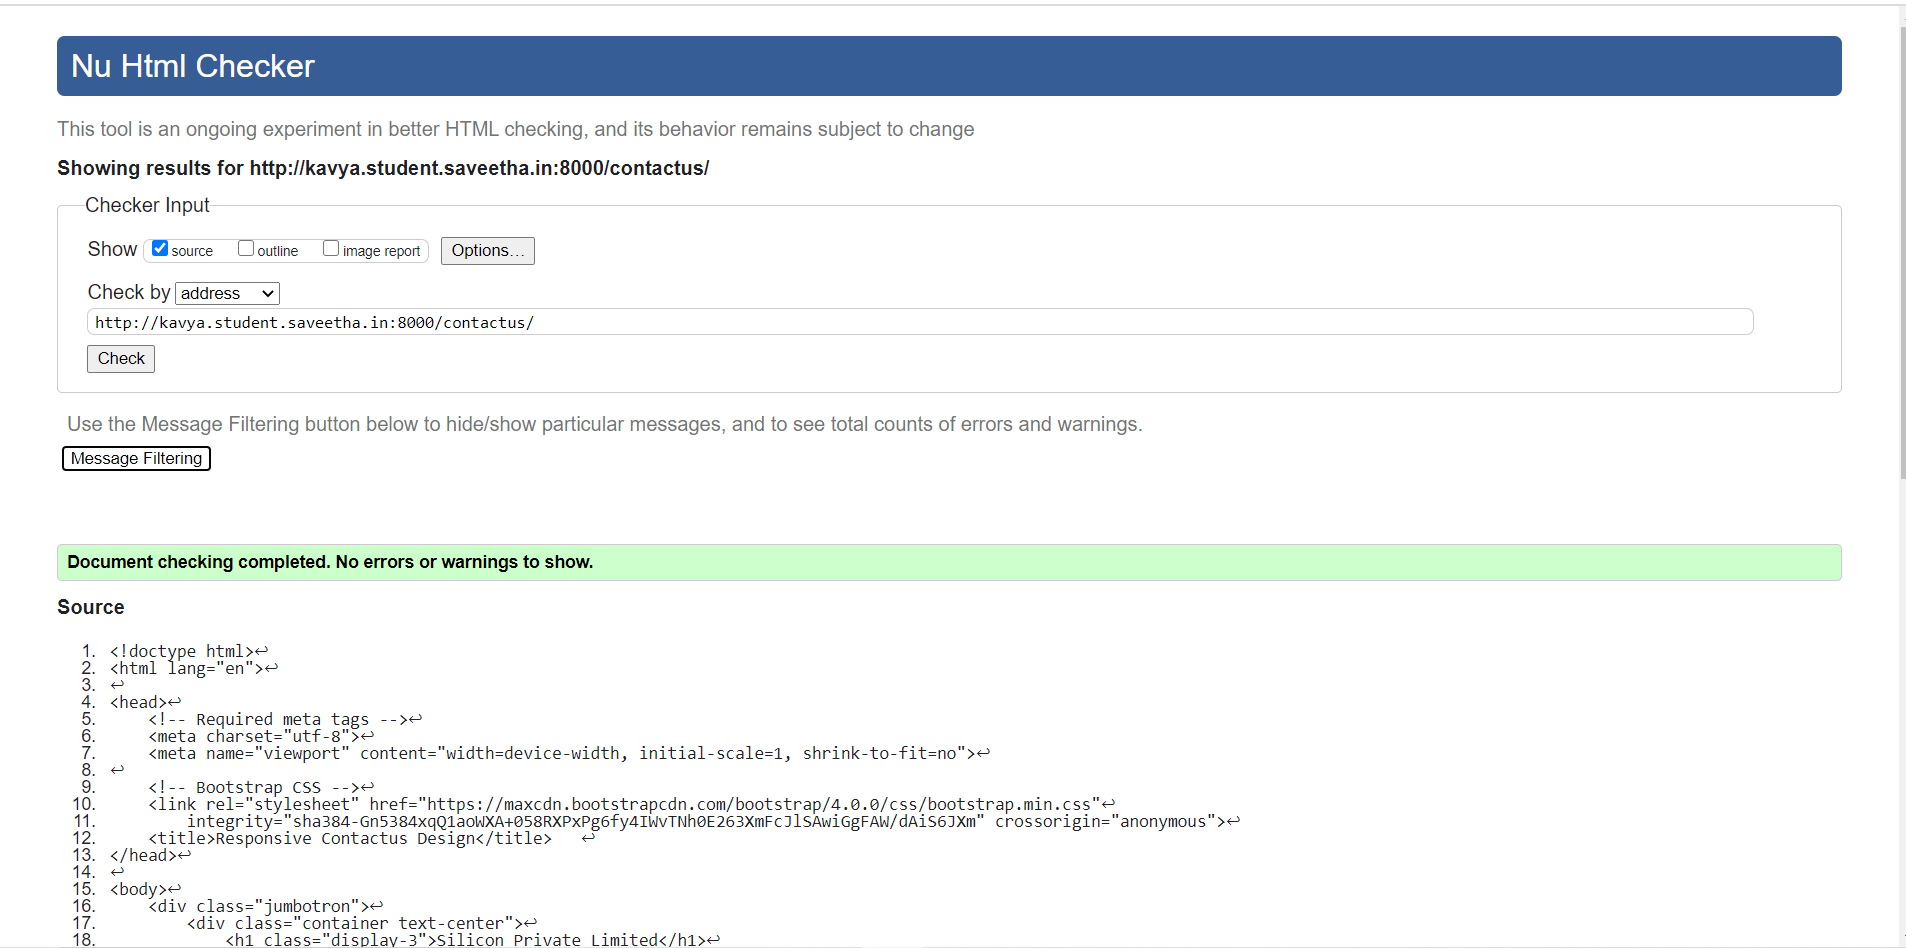 Nu Html Checker
This tool is an ongoing experiment in better HTML checking, and its behavior remains subject to change
Showing results for http://kavya.student.saveetha.in:8000/contactus/
Checker Input
Show source outline image report Options...
Check by address
http://kavya.student.saveetha.in:8000/contactus/
Check
Use the Message Filtering button below to hide/show particular messages, and to see total counts of errors and warnings.
Message Filtering
Document checking completed. No errors or warnings to show.
Source
1. <!doctype html>↩
2. <html lang="en">↩
3. ↩
4. <head>↩
5. <!-- Required meta tags -->↩
6. <meta charset="utf-8">↩
7. <meta name="viewport" content="width=device-width, initial-scale=1, shrink-to-fit=no">↩
8. ↩
9. <!-- Bootstrap CSS -->↩
10. <link rel="stylesheet" href="https://maxcdn.bootstrapcdn.com/bootstrap/4.0.0/css/bootstrap.min.css"↩
11. integrity="sha384-Gn5384xqQ1aoWXA+058RXPxPg6fy4IWvTNh0E263XmFcJlSAwiGgFAW/dAiS6JXm" crossorigin="anonymous">↩
12. <title>Responsive Contactus Design</title> ↩
13. </head>↩
14. ↩
15. <body>↩
16. <div class="jumbotron">↩
17. <div class="container text-center">↩
18. <h1 class="display-3">Silicon Private Limited</h1>↩